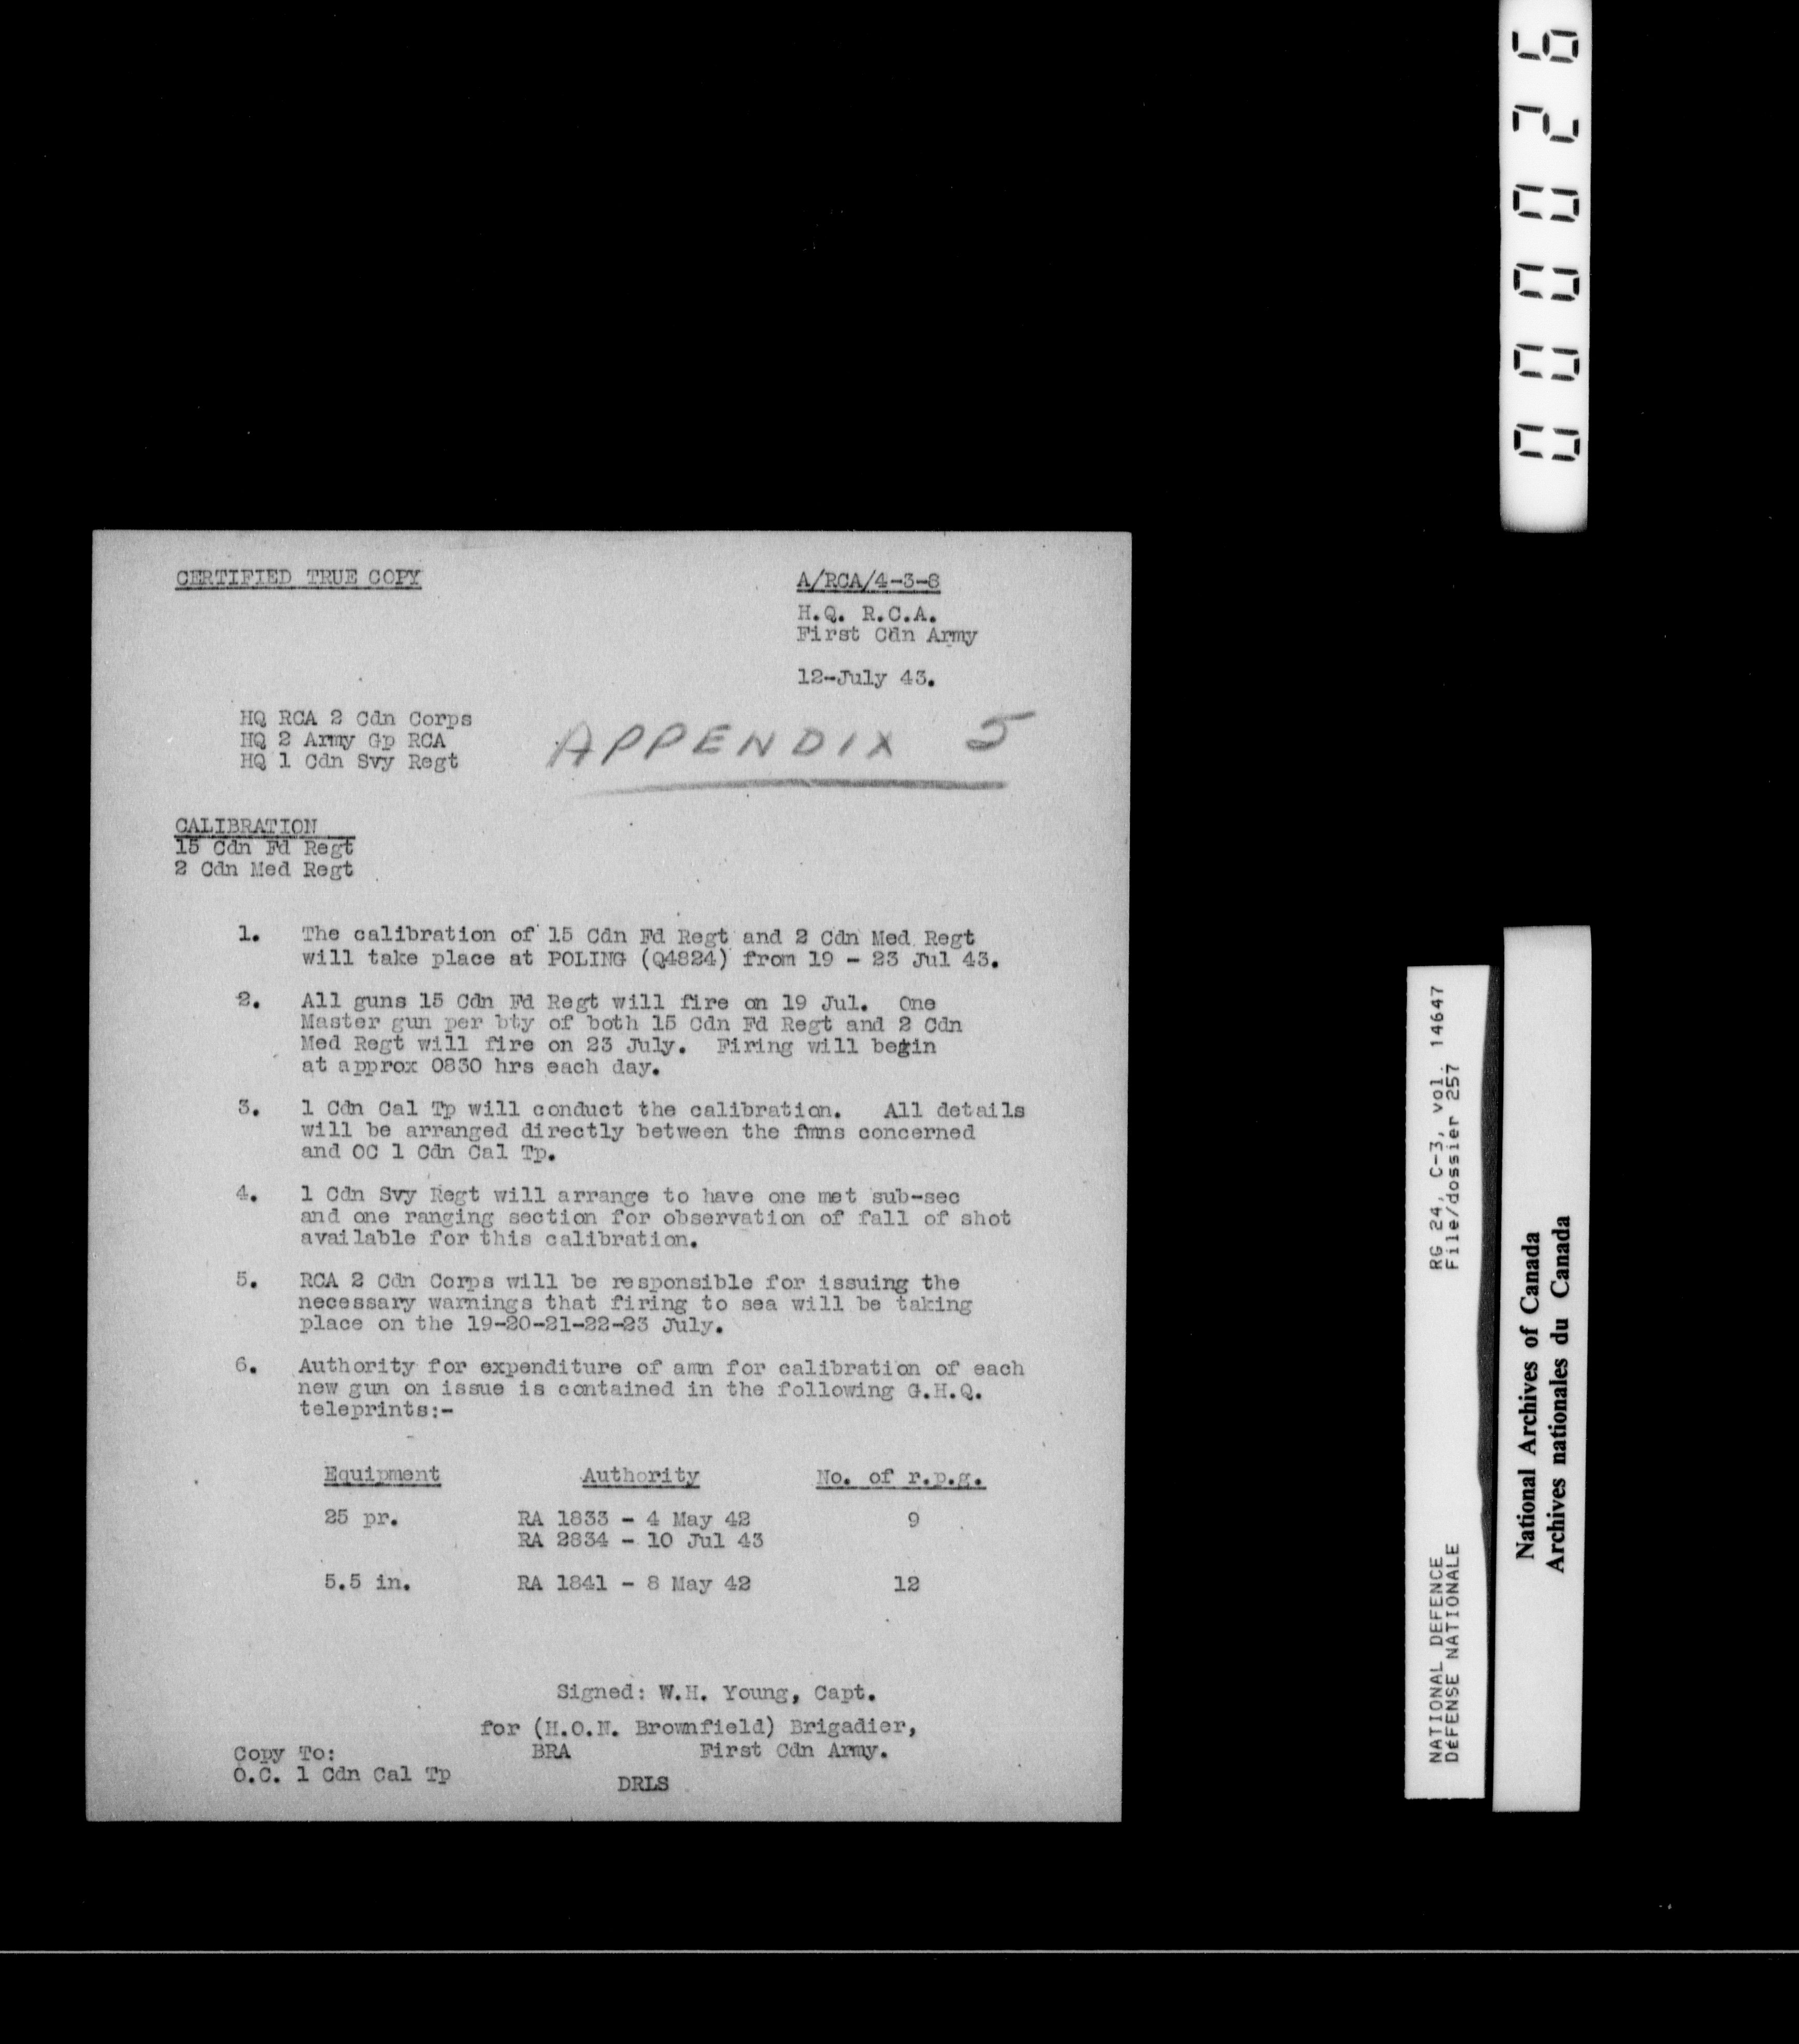 000026
CERTIFIED TRUE COPY
A/RCA/4-3-8
H.Q. R.C.A.
First Cdn Army
12-July 43.
HQ RCA 2 Cdn Corps
HQ 2 Army Gp RCA
HQ 1 Cdn Svy Regt
APPENDIX 5
CALIBRATION
15 Cdn Fd Regt
2 Cdn Med Regt
1. The calibration of 15 Cdn Fd Regt and 2 Cdn Med Regt
will take place at POLING (Q4824) from 19 - 23 Jul 43.
2. All guns 15 Cdn Fd Regt will fire on 19 Jul. One
Master gun per bty of both 15 Cdn Fd Regt and 2 Cdn
Med Regt will fire on 23 July. Firing will begin
at approx 0830 hrs each day.
3. 1 Cdn Cal Tp will conduct the calibration. All details
will be arranged directly between the fmns concerned
and OC 1 Cdn Cal Tp.
4. 1 Cdn Svy Regt will arrange to have one met sub-sec
and one ranging section for observation of fall of shot
available for this calibration.
5. RCA 2 Cdn Corps will be responsible for issuing the
necessary warnings that firing to sea will be taking
place on the 19-20-21-22-23 July.
6. Authority for expenditure of amn for calibration of each
new gun on issue is contained in the following G.H.Q.
teleprints:-
Equipment Authority No. of r.p.g.
25 pr. RA 1833 - 4 May 42 9
RA 2834 - 10 Jul 43
5.5 in. RA 1841 - 8 May 42 12
Signed: W.H. Young, Capt.
for (H.O.N. Brownfield) Brigadier,
BRA First Cdn Army.
Copy To:
O.C. 1 Cdn Cal Tp
DRLS
NATIONAL DEFENCE RG 24, C-3, vol. 14647
DÉFENSE NATIONALE File/dossier 257
National Archives of Canada
Archives nationales du Canada